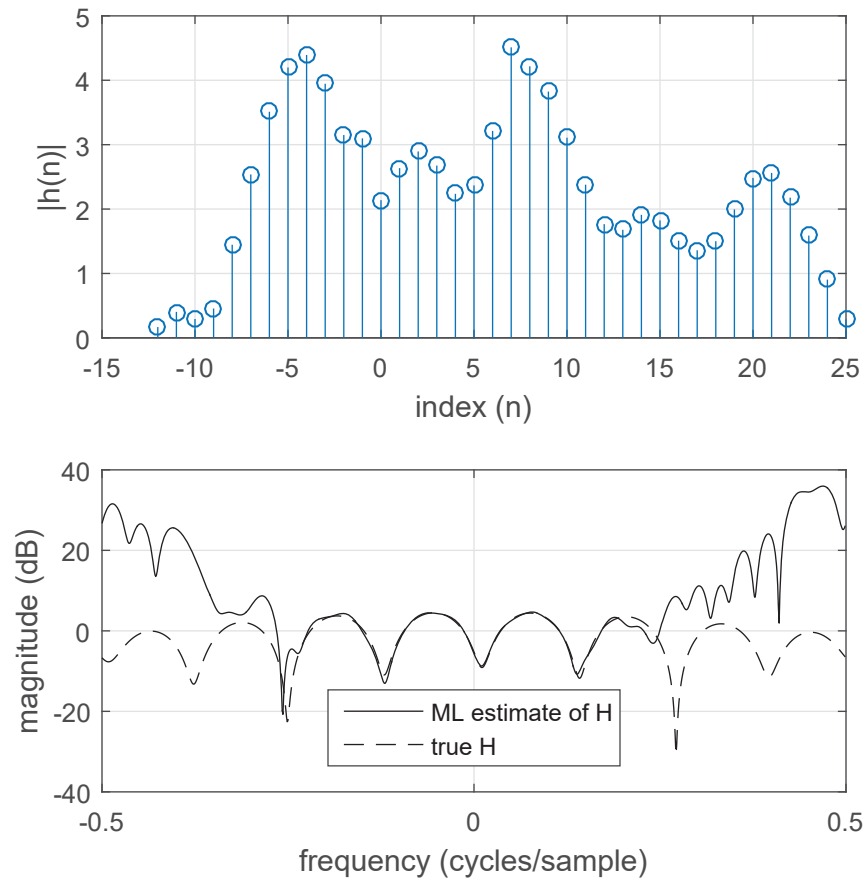 5
4
3
2
1
0
|h(n)|
-15 -10 -5 0 5 10 15 20 25
index (n)
40
20
0
-20
-40
magnitude (dB)
ML estimate of H
true H
-0.5 0 0.5
frequency (cycles/sample)